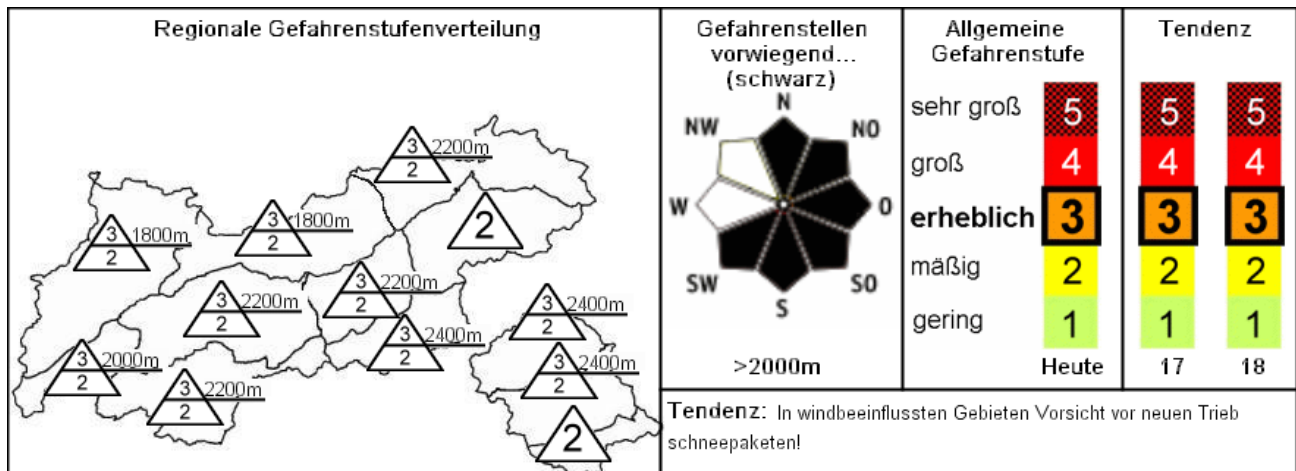 Regionale Gefahrenstufenverteilung
3 2200m
2
2
3 1800m
2
3 1800m
2
3 2200m
2
3 2200m
2
3 2400m
2
3 2400m
2
3 2000m
2
3 2400m
2
3 2200m
2
2
Gefahrenstellen
vorwiegend...
(schwarz)
N
NW NO
W O
SW SO
S
>2000m
Allgemeine
Gefahrenstufe
sehr groß 5
groß 4
erheblich 3
mäßig 2
gering 1
Heute
Tendenz
5 5
4 4
3 3
2 2
1 1
17 18
Tendenz: In windbeeinflussten Gebieten Vorsicht vor neuen Trieb
schneepaketen!